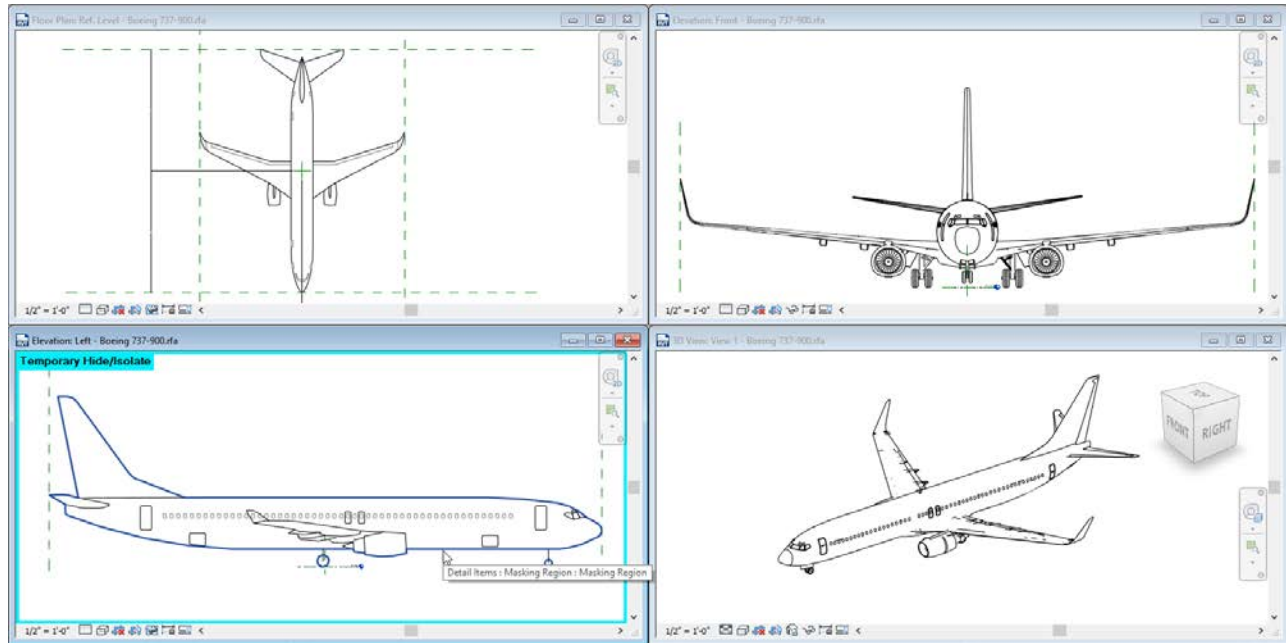 Floor Plan: Ref. Level - Boeing 737-900.rfa
1/2" = 1'-0"
Elevation: Front - Boeing 737-900.rfa
1/2" = 1'-0"
Elevation: Left - Boeing 737-900.rfa
Temporary Hide/Isolate
Detail Items : Masking Region : Masking Region
1/2" = 1'-0"
3D View: View 1 - Boeing 737-900.rfa
TOP
FRONT
RIGHT
1/2" = 1'-0"